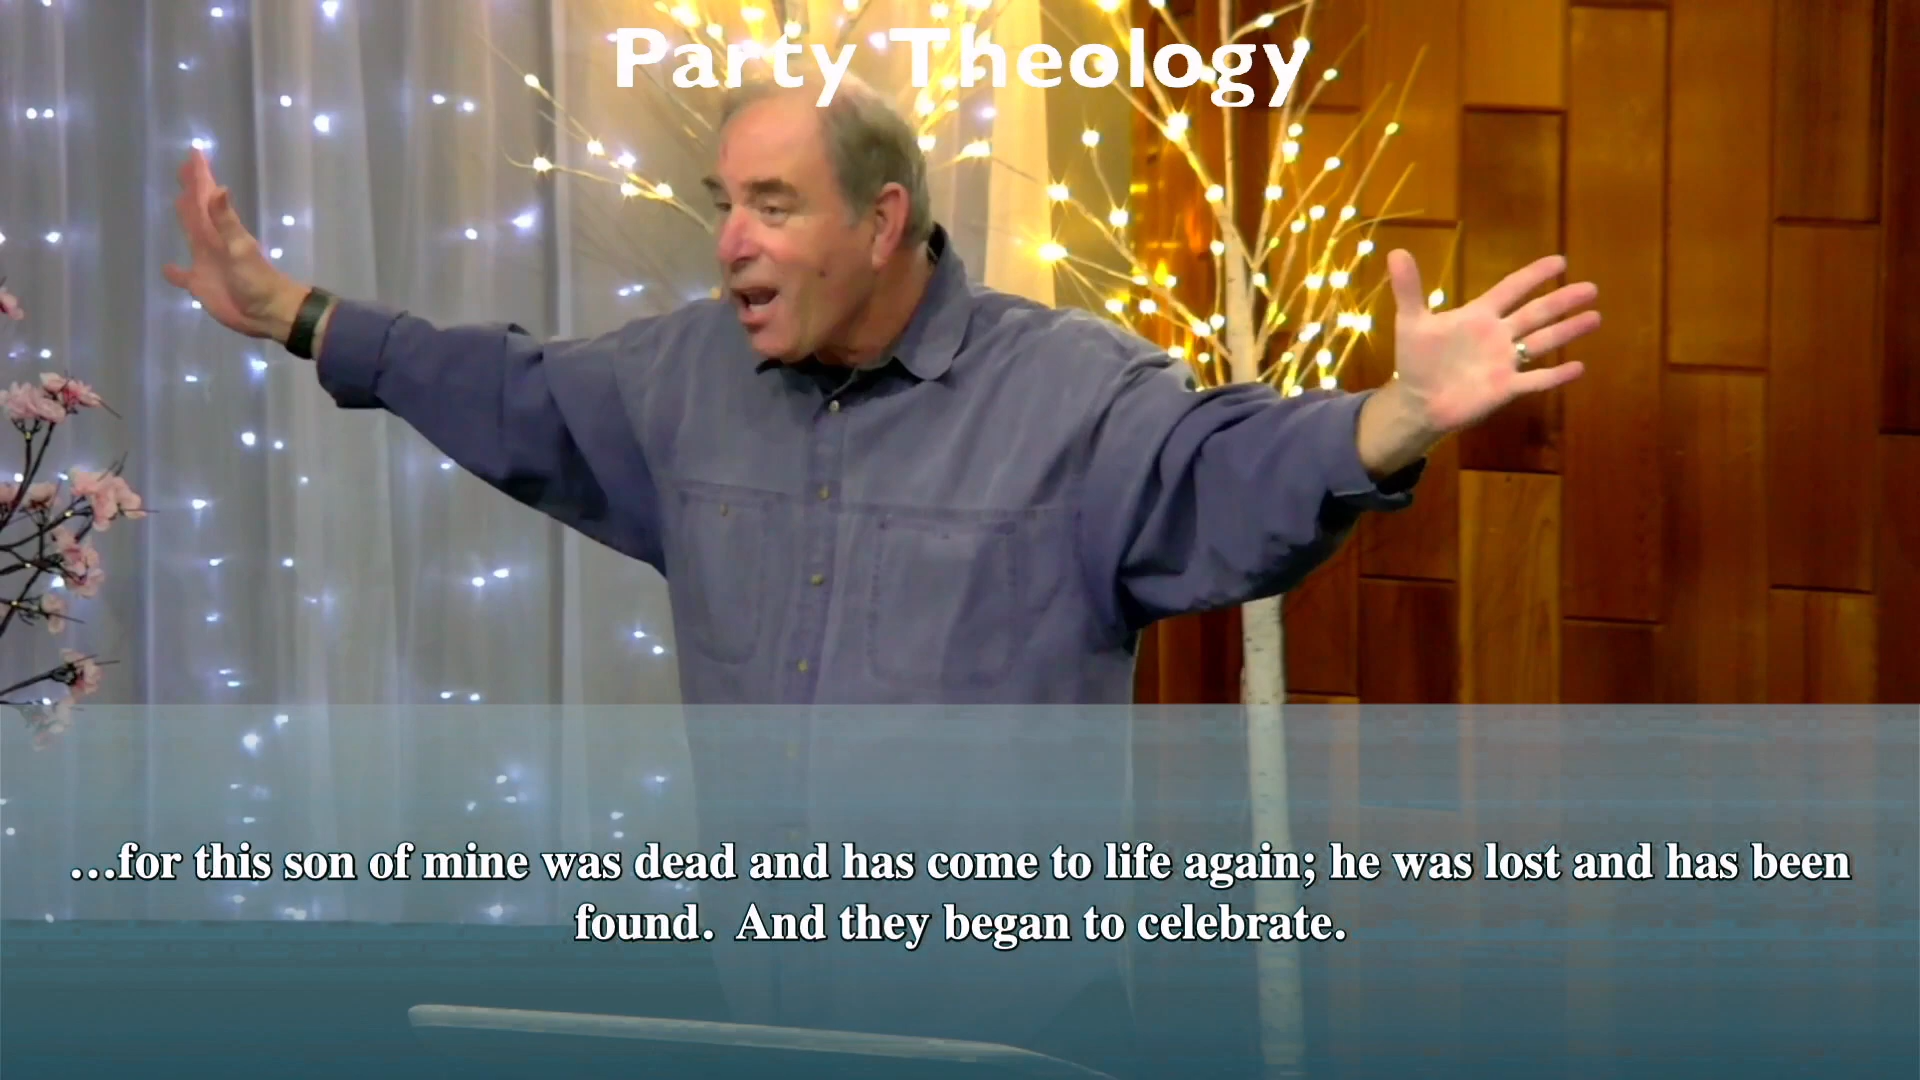 Party Theology
…for this son of mine was dead and has come to life again; he was lost and has been
found.  And they began to celebrate.